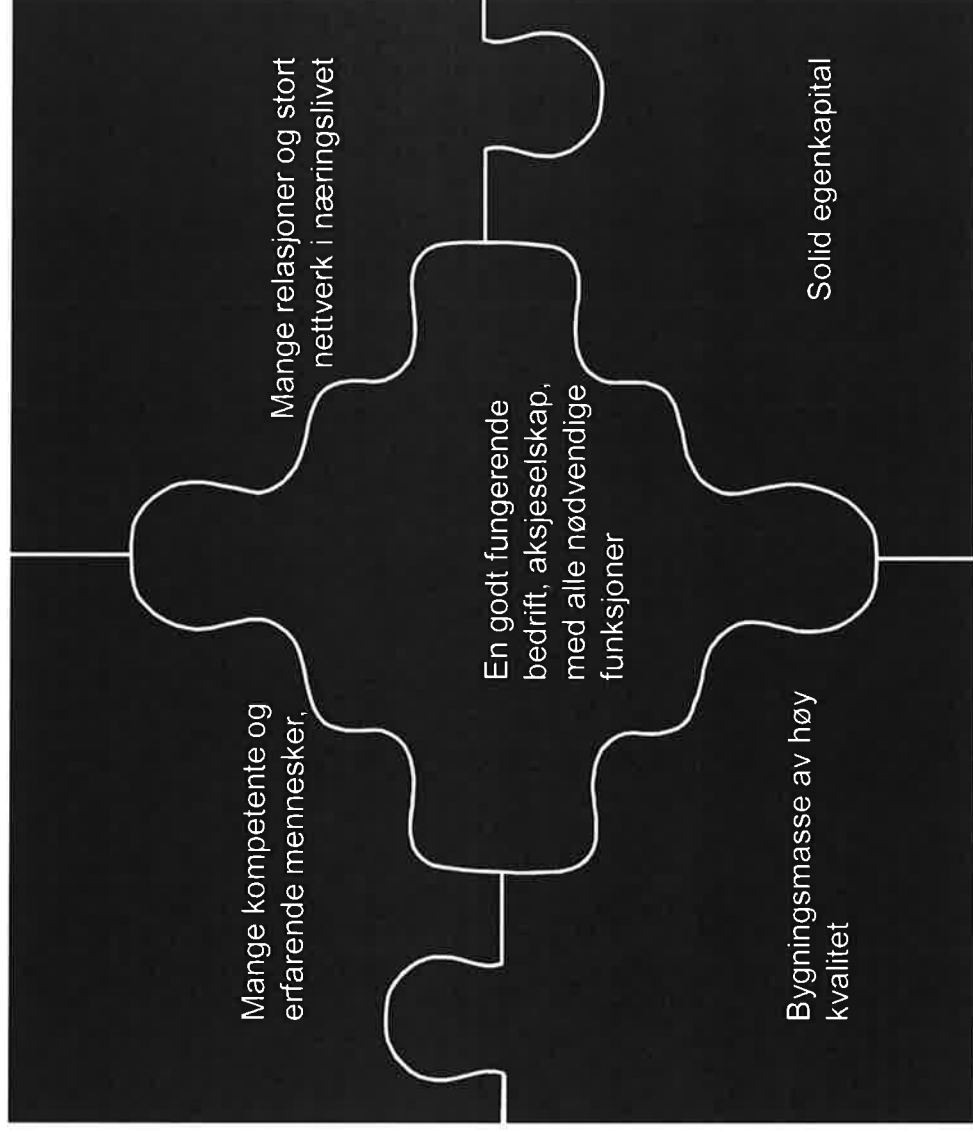 Mange kompetente og
erfarende mennesker,
Mange relasjoner og stort
nettverk i næringslivet
En godt fungerende
bedrift, aksjeselskap,
med alle nødvendige
funksjoner
Bygningsmasse av høy
kvalitet
Solid egenkapital